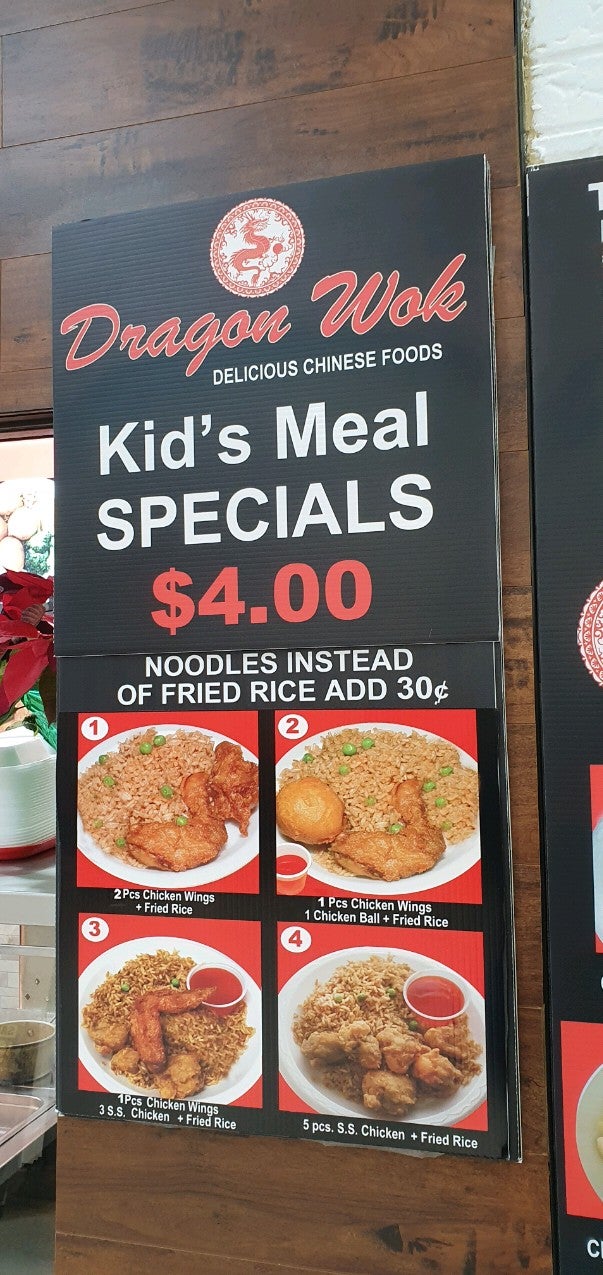 Dragon Wok
DELICIOUS CHINESE FOODS
Kid's Meal
SPECIALS
$4.00
NOODLES INSTEAD
OF FRIED RICE ADD 30¢
1
2
2 Pcs Chicken Wings
+ Fried Rice
1 Pcs Chicken Wings
1 Chicken Ball + Fried Rice
3
4
1Pcs Chicken Wings
3 S.S. Chicken + Fried Rice
5 pcs. S.S. Chicken + Fried Rice